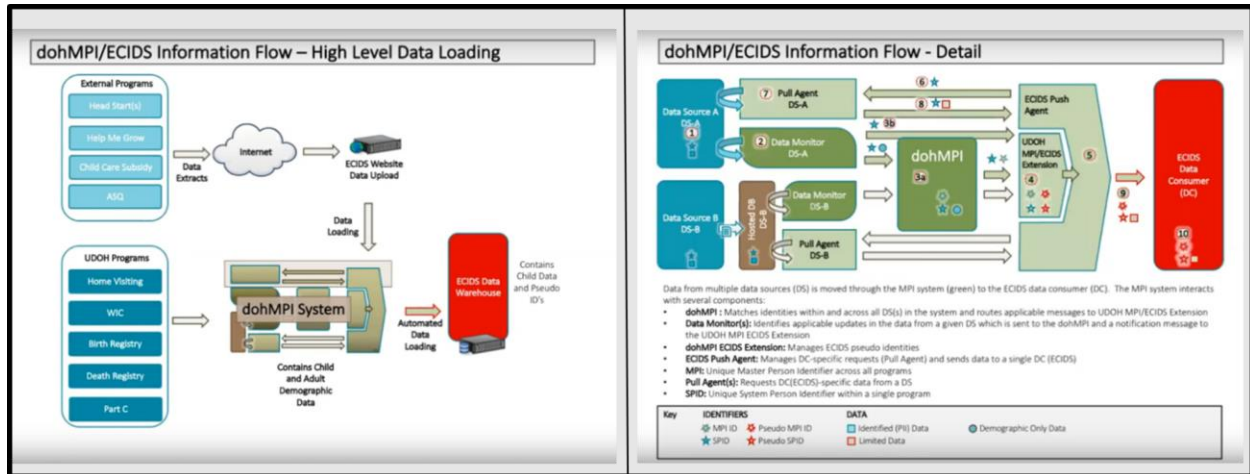 dohMPI/ECIDS Information Flow – High Level Data Loading
External Programs
Head Start(s)
Help Me Grow
Child Care Subsidy
ASQ
Data
Extracts
Internet
ECIDS Website
Data Upload
Data
Loading
UDOH Programs
Home Visiting
WIC
Birth Registry
Death Registry
Part C
dohMPI System
Contains Child
and Adult
Demographic
Data
Automated
Data
Loading
ECIDS Data
Warehouse
Contains
Child Data
and Pseudo
ID's
dohMPI/ECIDS Information Flow - Detail
Data Source A
DS-A
1
7 Pull Agent
DS-A
2 Data Monitor
DS-A
6
8
3b
dohMPI
3a
ECIDS Push
Agent
UDOH
MPI/ECIDS
Extension
4
5
9
ECIDS
Data
Consumer
(DC)
10
Data Source B
DS-B
Hosted DB
DS-B
Data Monitor
DS-B
Pull Agent
DS-B
Data from multiple data sources (DS) is moved through the MPI system (green) to the ECIDS data consumer (DC). The MPI system interacts
with several components:
• dohMPI : Matches identities within and across all DS(s) in the system and routes applicable messages to UDOH MPI/ECIDS Extension
• Data Monitor(s): Identifies applicable updates in the data from a given DS which is sent to the dohMPI and a notification message to
the UDOH MPI ECIDS Extension
• dohMPI ECIDS Extension: Manages ECIDS pseudo identities
• ECIDS Push Agent: Manages DC-specific requests (Pull Agent) and sends data to a single DC (ECIDS)
• MPI: Unique Master Person Identifier across all programs
• Pull Agent(s): Requests DC(ECIDS)-specific data from a DS
• SPID: Unique System Person Identifier within a single program
Key IDENTIFIERS DATA
MPI ID Pseudo MPI ID Identified (PII) Data Demographic Only Data
SPID Pseudo SPID Limited Data